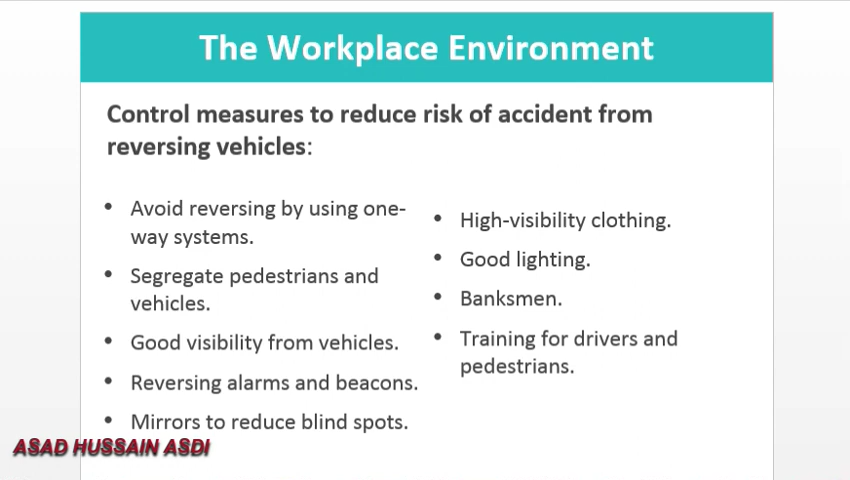 The Workplace Environment
Control measures to reduce risk of accident from
reversing vehicles:
• Avoid reversing by using one-
way systems.
• Segregate pedestrians and
vehicles.
• Good visibility from vehicles.
• Reversing alarms and beacons.
• Mirrors to reduce blind spots.
• High-visibility clothing.
• Good lighting.
• Banksmen.
• Training for drivers and
pedestrians.
ASAD HUSSAIN ASDI